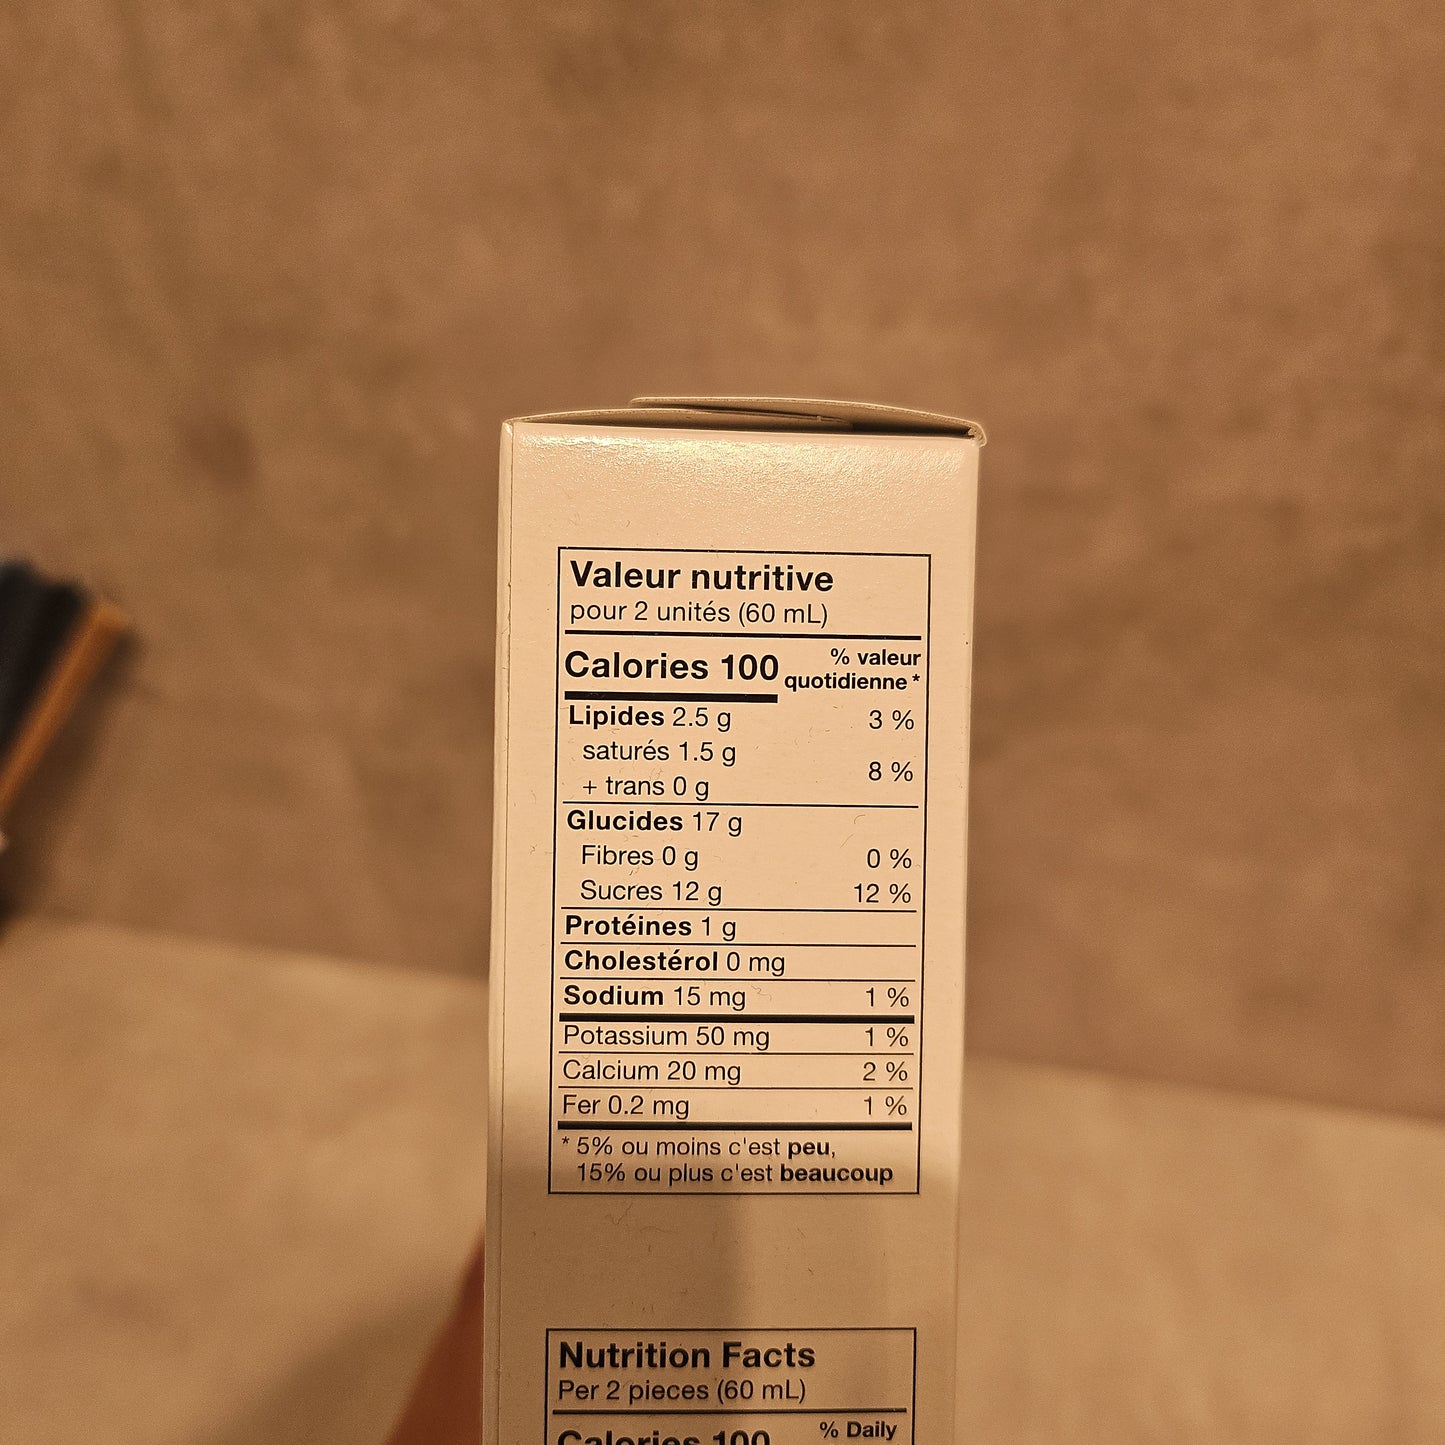 Valeur nutritive
pour 2 unités (60 mL)
Calories 100 % valeur quotidienne *
Lipides 2.5 g 3 %
saturés 1.5 g
+ trans 0 g 8 %
Glucides 17 g
Fibres 0 g 0 %
Sucres 12 g 12 %
Protéines 1 g
Cholestérol 0 mg
Sodium 15 mg 1 %
Potassium 50 mg 1 %
Calcium 20 mg 2 %
Fer 0.2 mg 1 %
* 5% ou moins c'est peu,
15% ou plus c'est beaucoup
Nutrition Facts
Per 2 pieces (60 mL)
Calories 100 % Daily